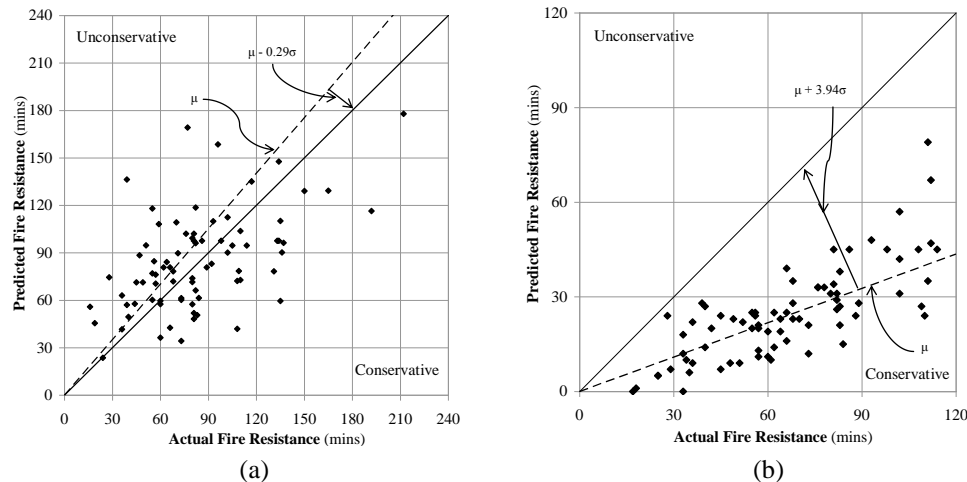 240
210
180
150
120
90
60
30
0
Predicted Fire Resistance (mins)
Unconservative
μ - 0.29σ
μ
Conservative
0 30 60 90 120 150 180 210 240
Actual Fire Resistance (mins)
(a)
120
90
60
30
0
Predicted Fire Resistance (mins)
Unconservative
μ + 3.94σ
μ
Conservative
0 30 60 90 120
Actual Fire Resistance (mins)
(b)